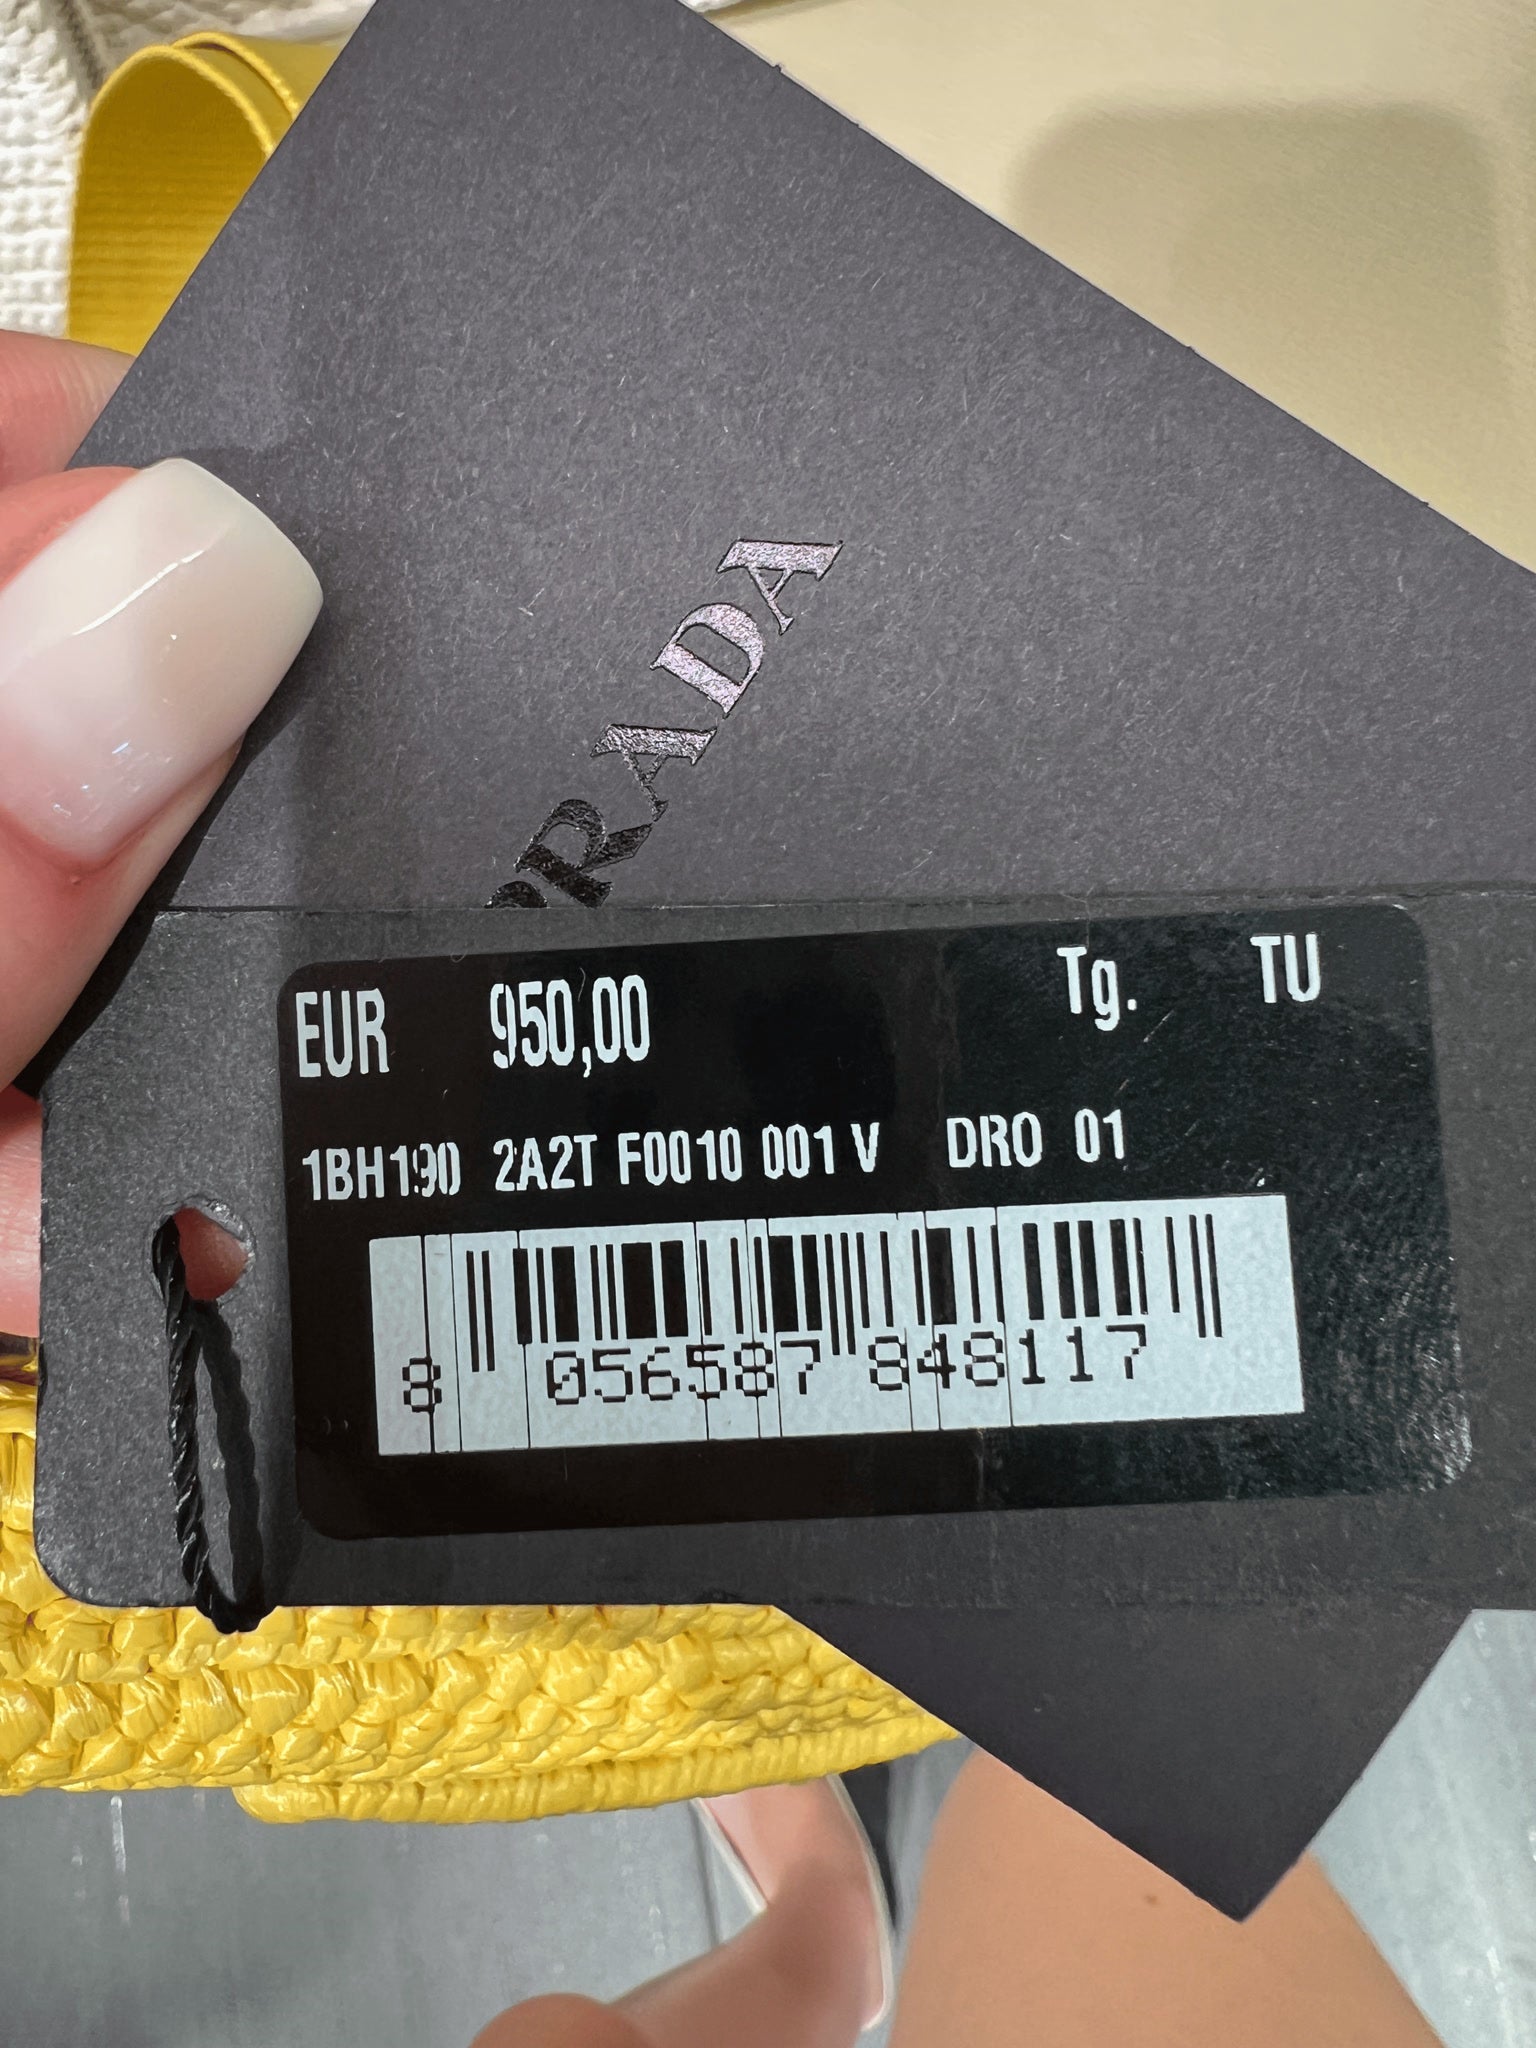 PRADA
EUR 950,00 Tg. TU
1BH190 2A2T F0010 001 V DRO 01
8 056587 848117